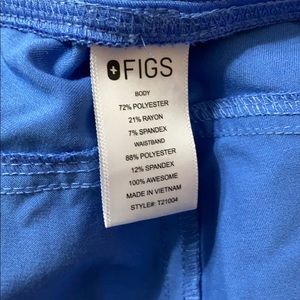 FIGS
BODY
72% POLYESTER
21% RAYON
7% SPANDEX
WAISTBAND
88% POLYESTER
12% SPANDEX
100% AWESOME
MADE IN VIETNAM
STYLE#: T21004